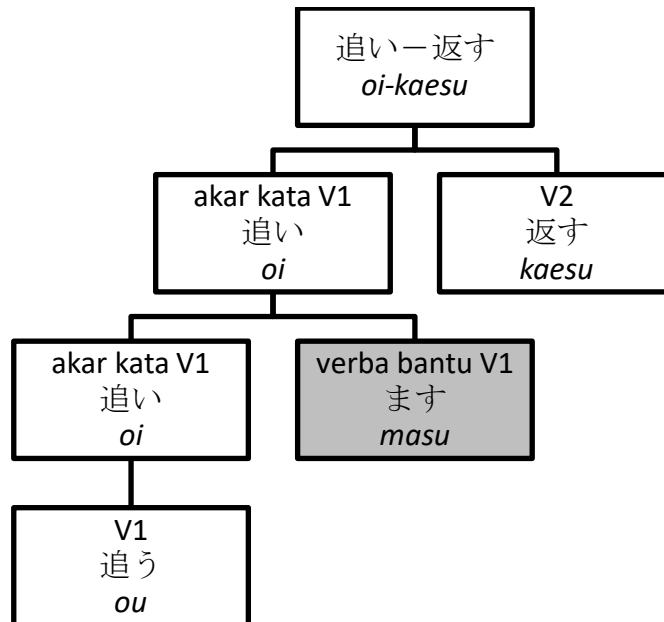 追い－返す
oi-kaesu
akar kata V1
追い
oi
V2
返す
kaesu
akar kata V1
追い
oi
verba bantu V1
ます
masu
V1
追う
ou